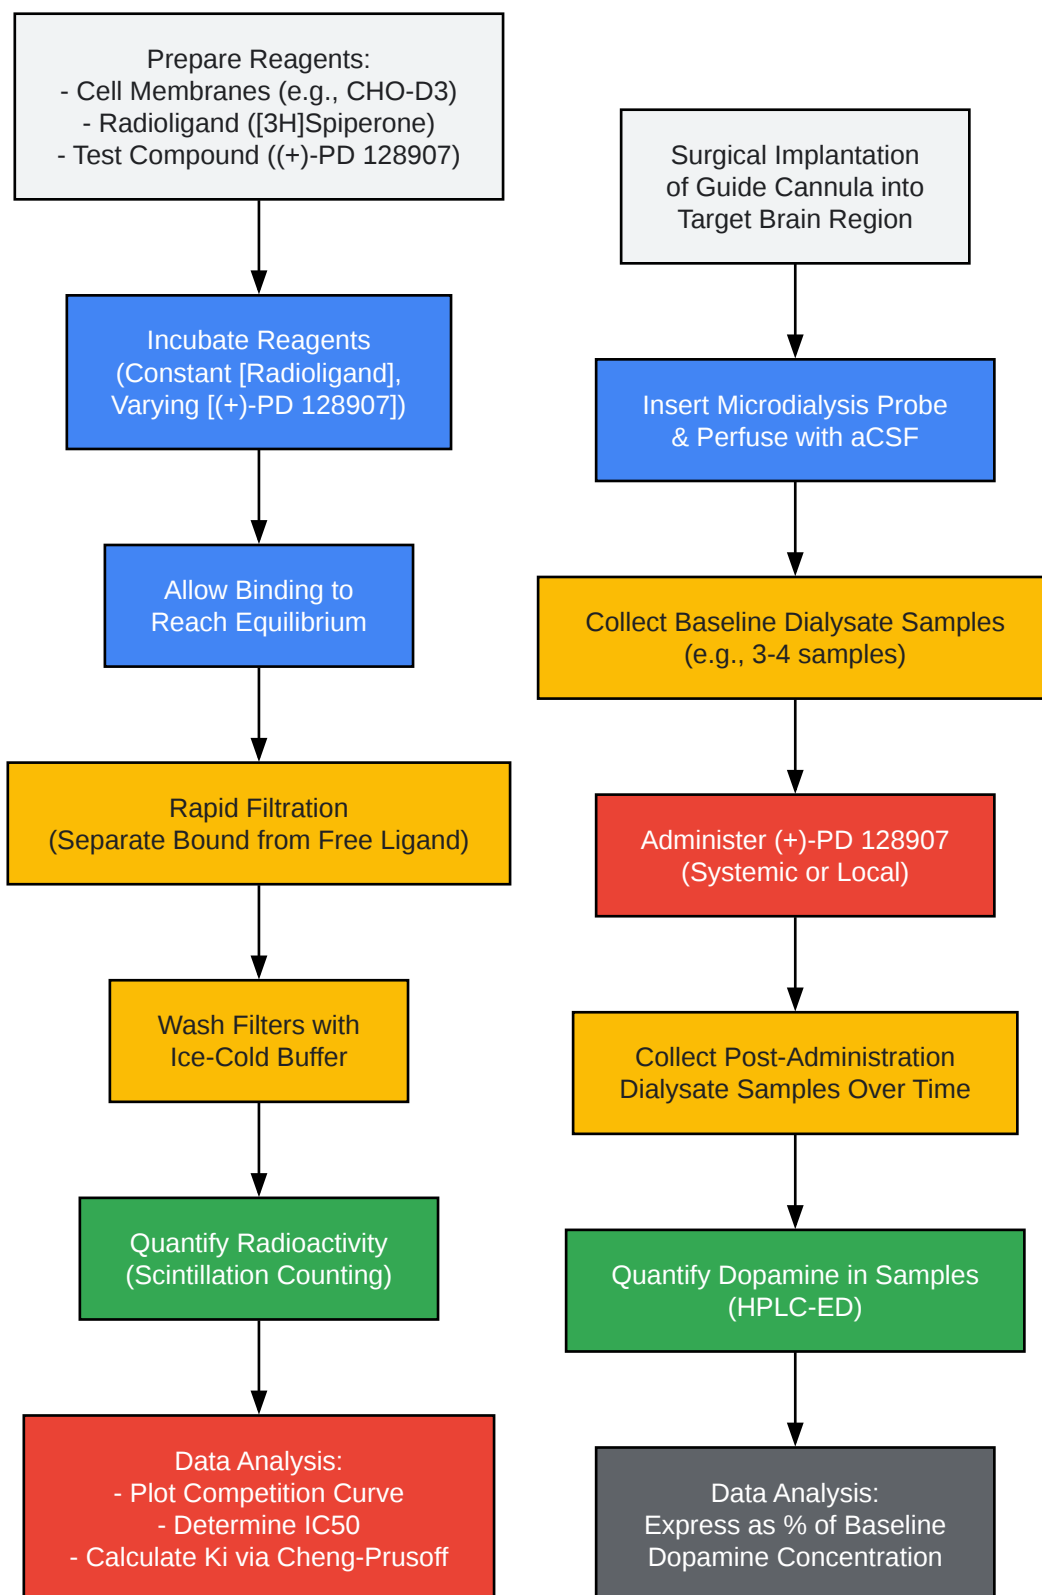 Prepare Reagents:
- Cell Membranes (e.g., CHO-D3)
- Radioligand ([3H]Spiperone)
- Test Compound ((+)-PD 128907)
Incubate Reagents
(Constant [Radioligand],
Varying [(+)-PD 128907])
Allow Binding to
Reach Equilibrium
Rapid Filtration
(Separate Bound from Free Ligand)
Wash Filters with
Ice-Cold Buffer
Quantify Radioactivity
(Scintillation Counting)
Data Analysis:
- Plot Competition Curve
- Determine IC50
- Calculate Ki via Cheng-Prusoff
Surgical Implantation
of Guide Cannula into
Target Brain Region
Insert Microdialysis Probe
& Perfuse with aCSF
Collect Baseline Dialysate Samples
(e.g., 3-4 samples)
Administer (+)-PD 128907
(Systemic or Local)
Collect Post-Administration
Dialysate Samples Over Time
Quantify Dopamine in Samples
(HPLC-ED)
Data Analysis:
Express as % of Baseline
Dopamine Concentration